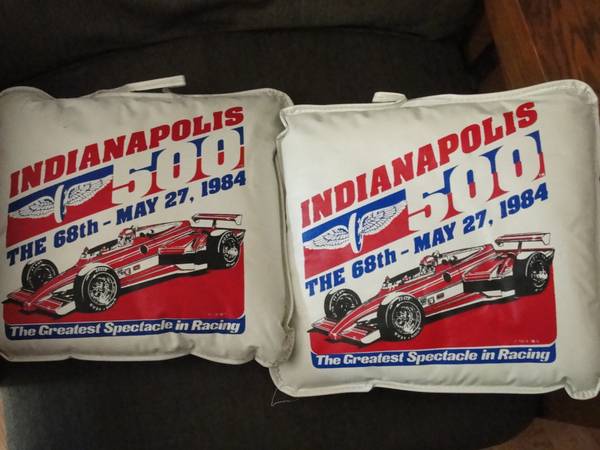 INDIANAPOLIS
500
THE 68th - MAY 27, 1984
The Greatest Spectacle in Racing
INDIANAPOLIS
500
THE 68th - MAY 27, 1984
The Greatest Spectacle in Racing